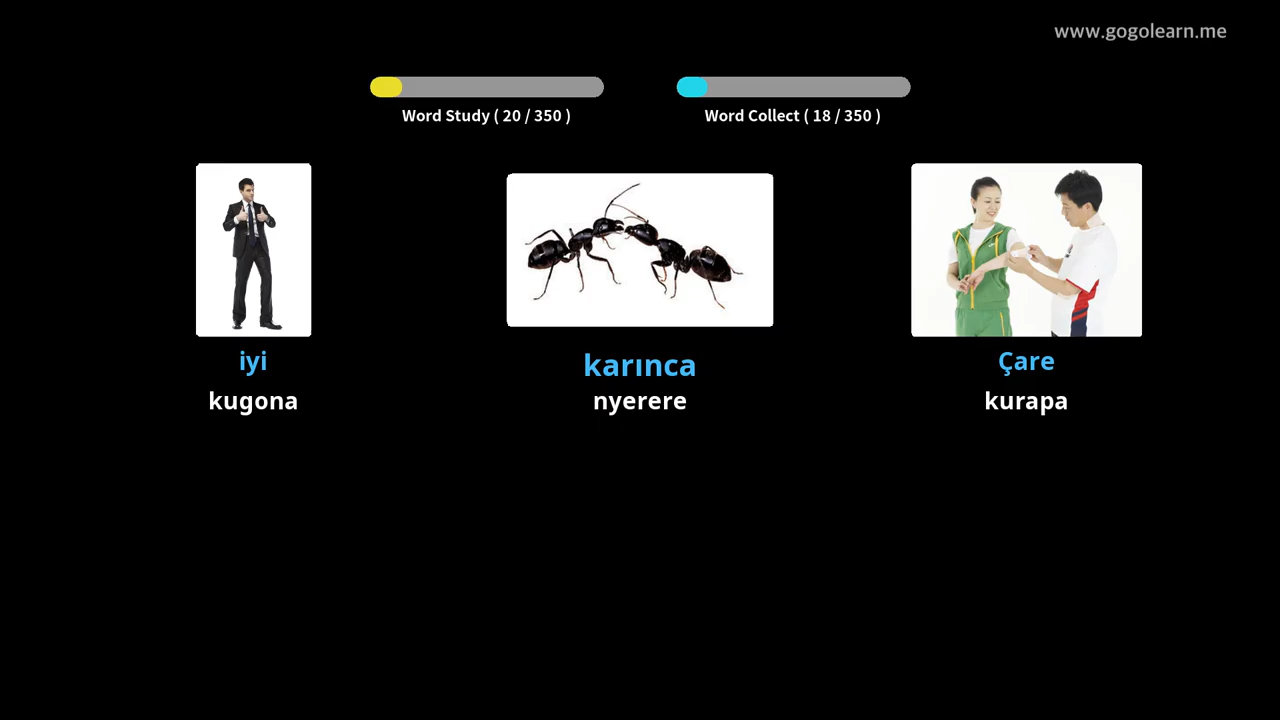 www.gogolearn.me
Word Study ( 20 / 350 )
Word Collect ( 18 / 350 )
iyi
kugona
karınca
nyerere
Çare
kurapa